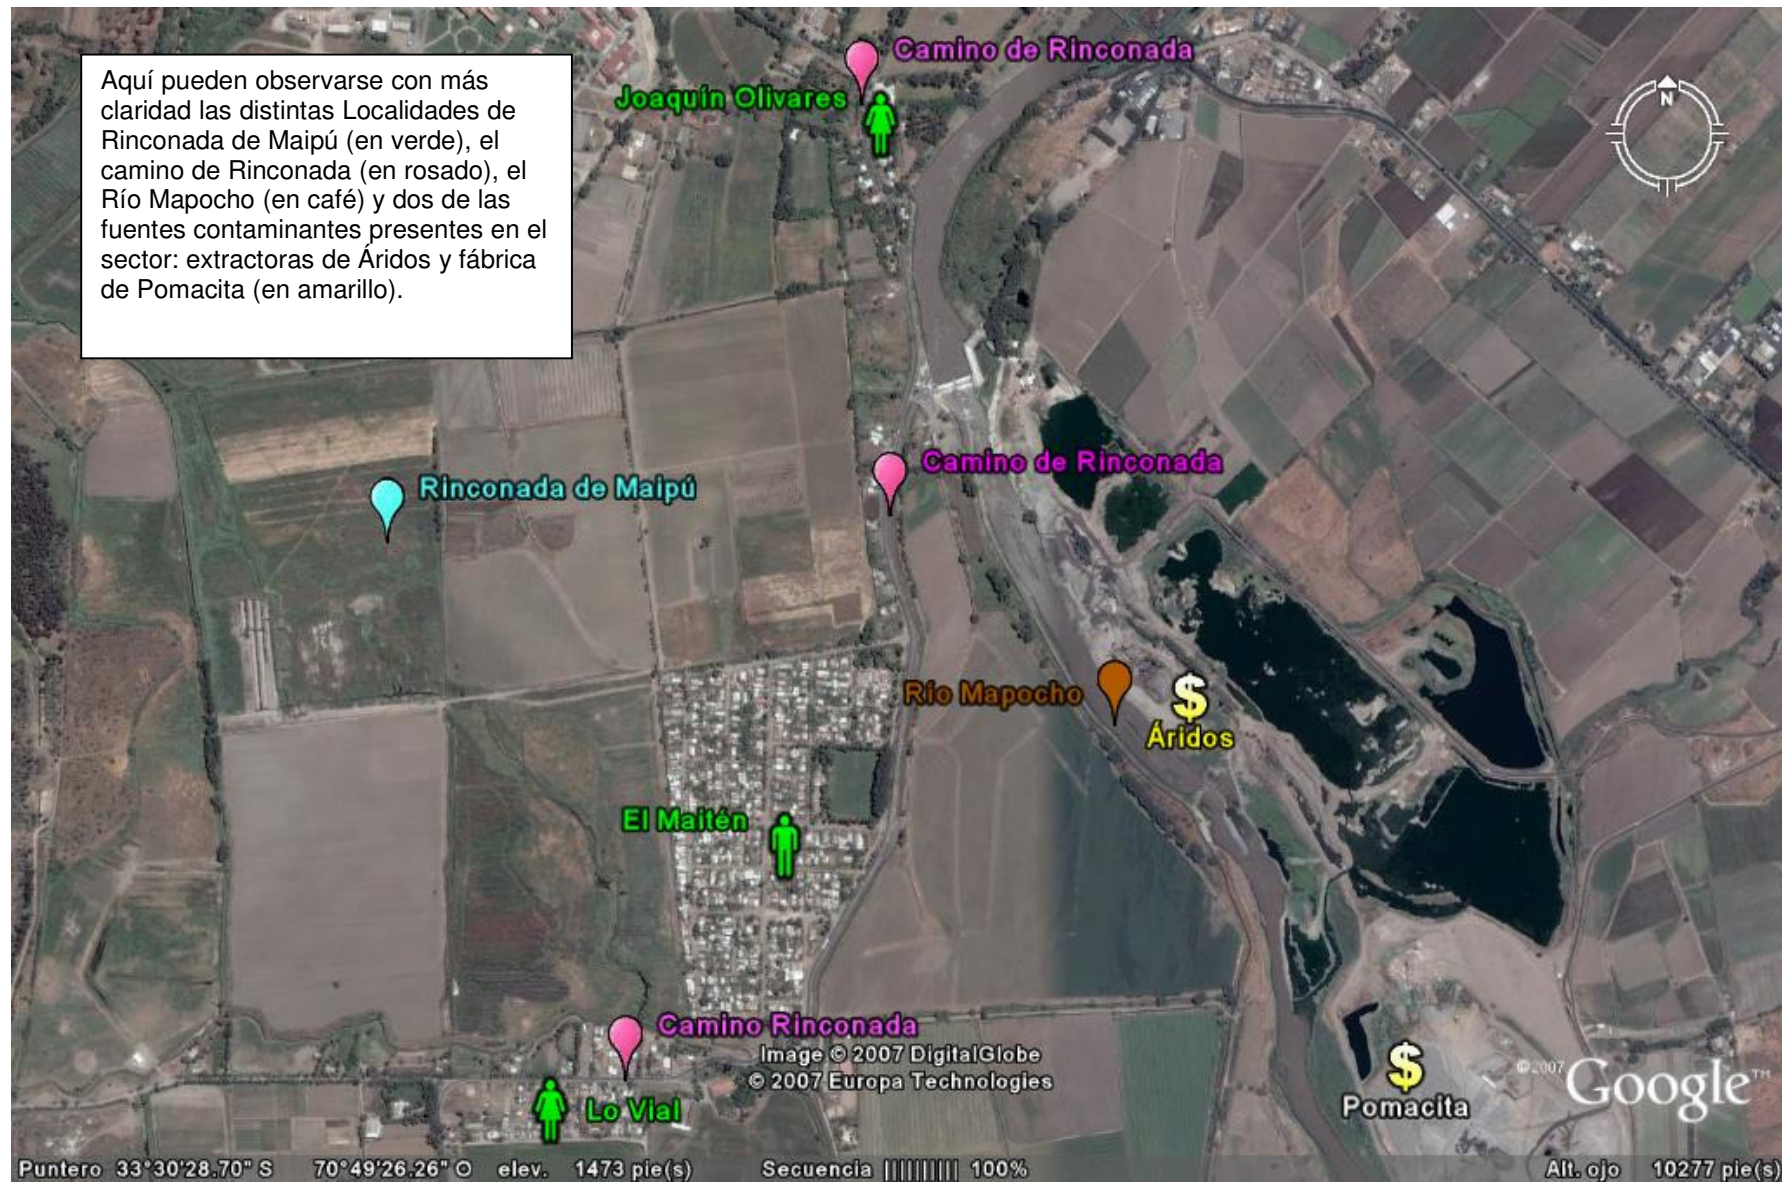 Aquí pueden observarse con más
claridad las distintas Localidades de
Rinconada de Maipú (en verde), el
camino de Rinconada (en rosado), el
Río Mapocho (en café) y dos de las
fuentes contaminantes presentes en el
sector: extractoras de Áridos y fábrica
de Pomacita (en amarillo).
Camino de Rinconada
Joaquín Olivares
N
Camino de Rinconada
Rinconada de Maipú
Río Mapocho
$
Áridos
El Maitén
Camino Rinconada
Image © 2007 DigitalGlobe
© 2007 Europa Technologies
Lo Vial
$
Pomacita
©2007 Google™
Puntero 33°30'28.70" S 70°49'26.26" O elev. 1473 pie(s) Secuencia |||||||||| 100% Alt. ojo 10277 pie(s)